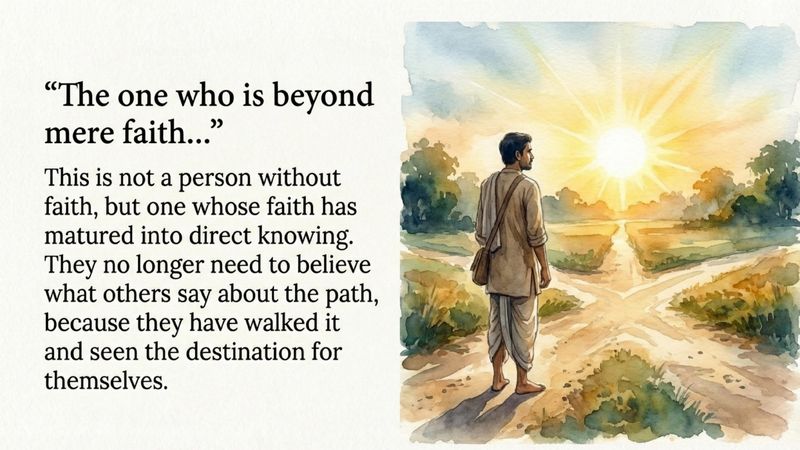 “The one who is beyond
mere faith...”
This is not a person without
faith, but one whose faith has
matured into direct knowing.
They no longer need to believe
what others say about the path,
because they have walked it
and seen the destination for
themselves.